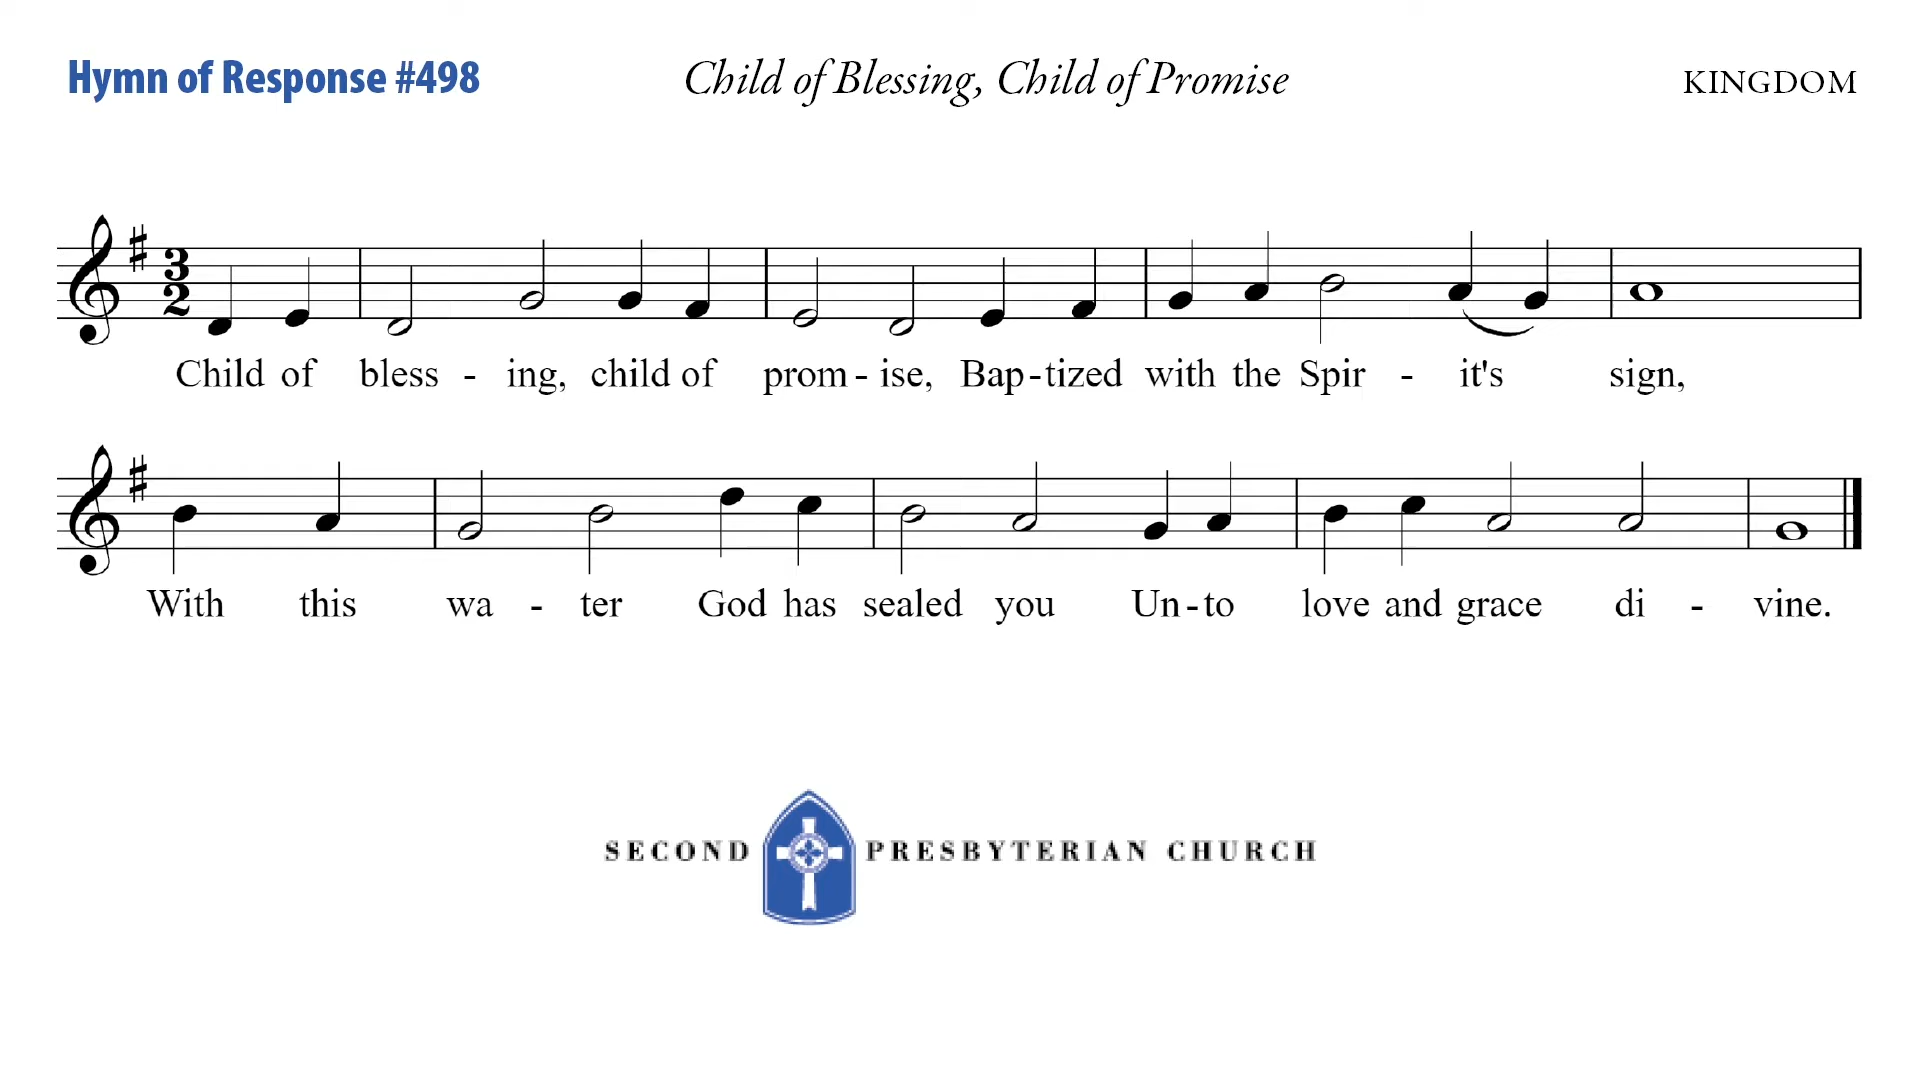 Hymn of Response #498 Child of Blessing, Child of Promise KINGDOM
3
2
Child of bless - ing, child of prom - ise, Bap - tized with the Spir - it's sign,
With this wa - ter God has sealed you Un - to love and grace di - vine.
SECOND PRESBYTERIAN CHURCH